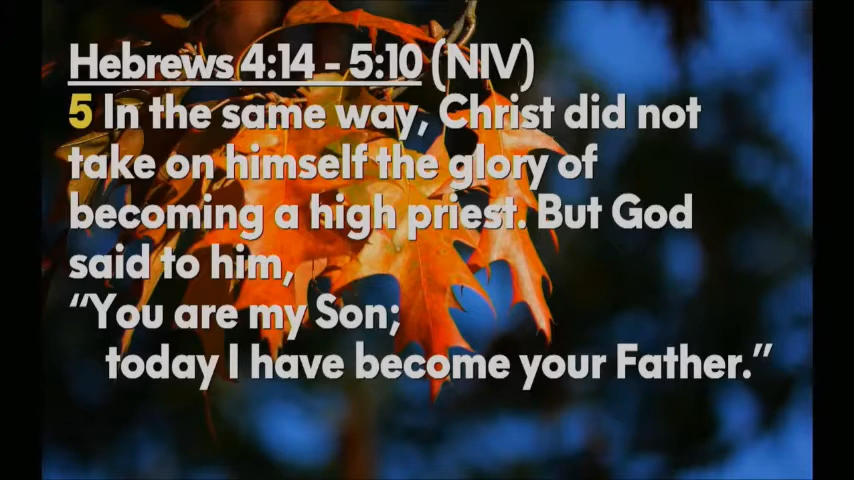 Hebrews 4:14 - 5:10 (NIV)
5 In the same way, Christ did not
take on himself the glory of
becoming a high priest. But God
said to him,
“You are my Son;
today I have become your Father.”